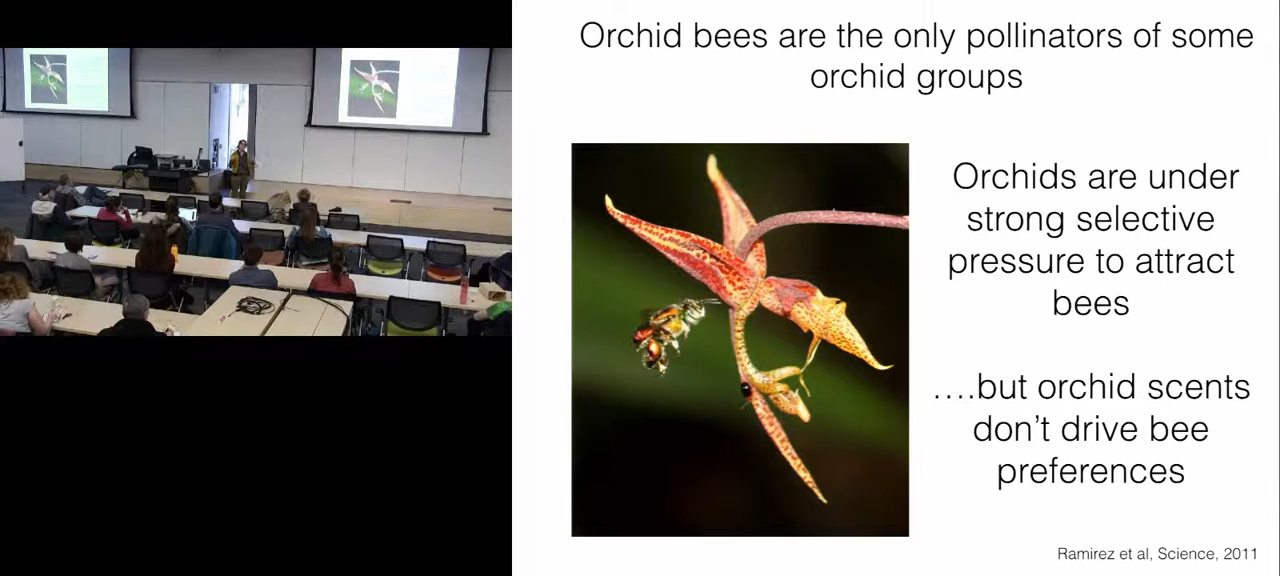 Orchid bees are the only pollinators of some
orchid groups
Orchids are under
strong selective
pressure to attract
bees
….but orchid scents
don't drive bee
preferences
Ramirez et al, Science, 2011